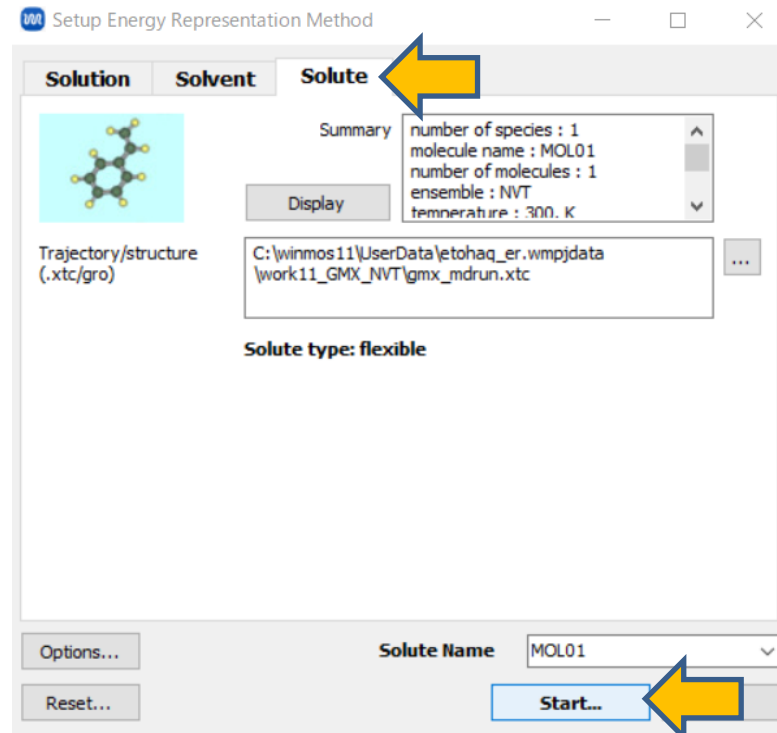 Setup Energy Representation Method
Solution Solvent Solute
Summary
number of species : 1
molecule name : MOL01
number of molecules : 1
ensemble : NVT
temperature : 300. K
Display
Trajectory/structure
(.xtc/gro)
C:\winmos11\UserData\etohaq_er.wmpjdata
\work11_GMX_NVT\gmx_mdrun.xtc
...
Solute type: flexible
Options...
Solute Name MOL01
Reset...
Start...